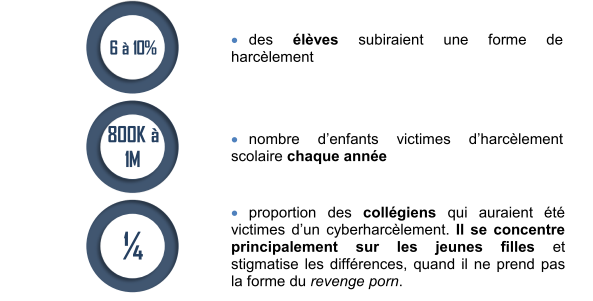 6 à 10%
• des élèves subiraient une forme de
harcèlement
800K à
1M
• nombre d'enfants victimes d'harcèlement
scolaire chaque année
¼
• proportion des collégiens qui auraient été
victimes d'un cyberharcèlement. Il se concentre
principalement sur les jeunes filles et
stigmatise les différences, quand il ne prend pas
la forme du revenge porn.